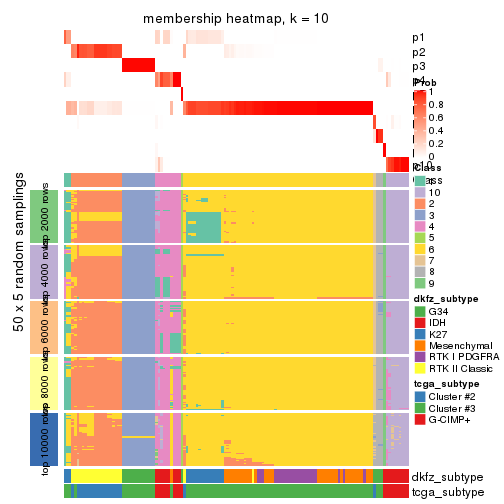 membership heatmap, k = 10
p1
p2
p3
p4
p10
Prob
1
0.8
0.6
0.4
0.2
0
Class
10
2
3
4
5
6
7
8
9
dkfz_subtype
G34
IDH
K27
Mesenchymal
RTK I PDGFRA
RTK II Classic
tcga_subtype
Cluster #2
Cluster #3
G-CIMP+
50 x 5 random samplings
top 2000 rows
top 4000 rows
top 6000 rows
top 8000 rows
top 10000 rows
dkfz_subtype
tcga_subtype